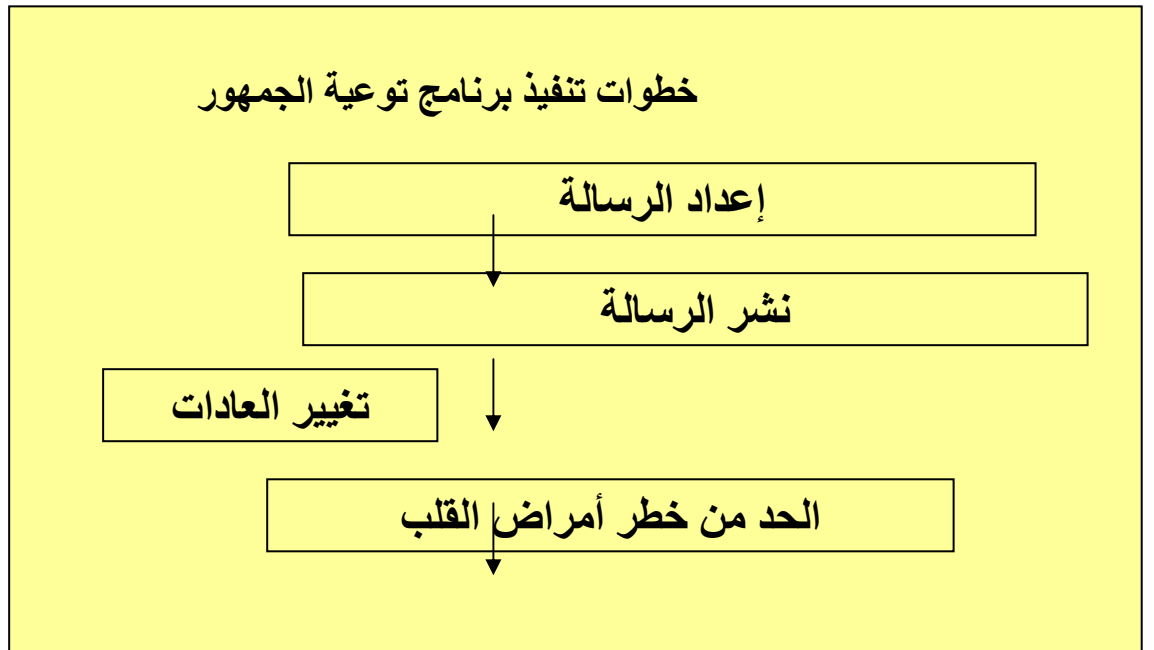 خطوات تنفيذ برنامج توعية الجمهور
إعداد الرسالة
نشر الرسالة
تغيير العادات
الحد من خطر أمراض القلب